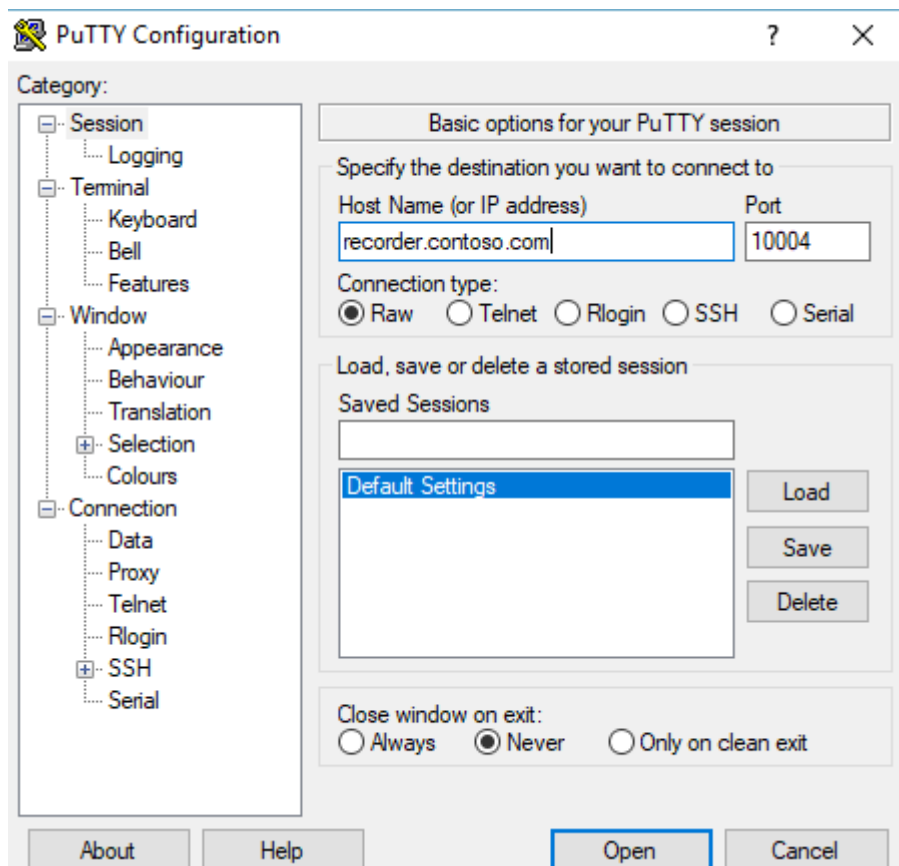 PuTTY Configuration
?
Category:
Session
Logging
Terminal
Keyboard
Bell
Features
Window
Appearance
Behaviour
Translation
Selection
Colours
Connection
Data
Proxy
Telnet
Rlogin
SSH
Serial
Basic options for your PuTTY session
Specify the destination you want to connect to
Host Name (or IP address) Port
recorder.contoso.com 10004
Connection type:
Raw Telnet Rlogin SSH Serial
Load, save or delete a stored session
Saved Sessions
Default Settings
Load
Save
Delete
Close window on exit:
Always Never Only on clean exit
About Help Open Cancel